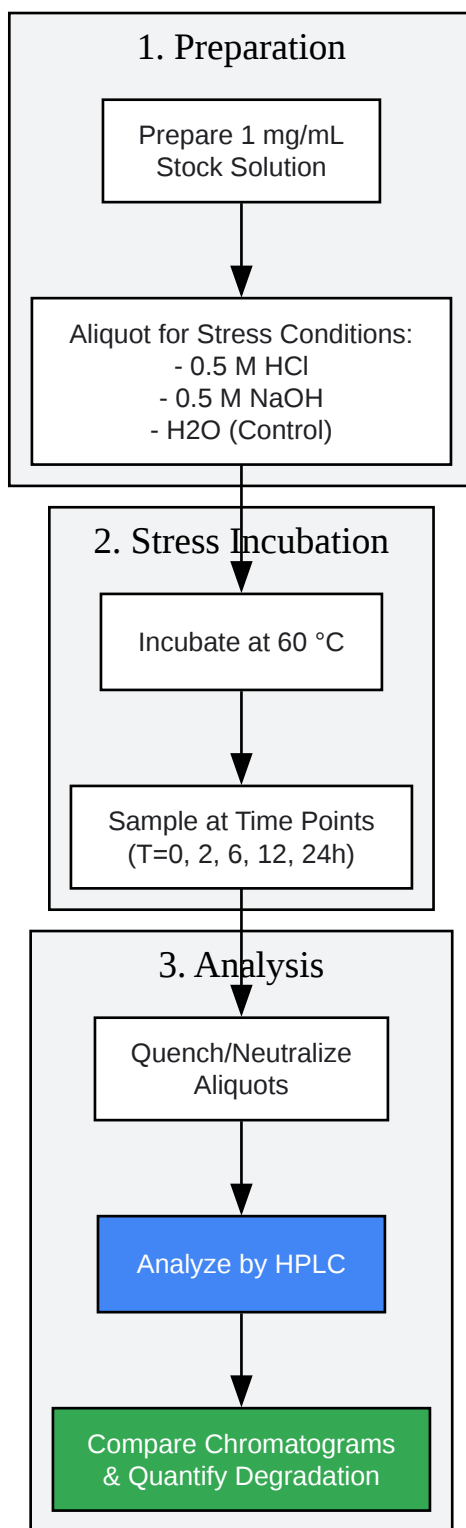 1. Preparation
Prepare 1 mg/mL
Stock Solution
Aliquot for Stress Conditions:
- 0.5 M HCl
- 0.5 M NaOH
- H2O (Control)
2. Stress Incubation
Incubate at 60 °C
Sample at Time Points
(T=0, 2, 6, 12, 24h)
3. Analysis
Quench/Neutralize
Aliquots
Analyze by HPLC
Compare Chromatograms
& Quantify Degradation